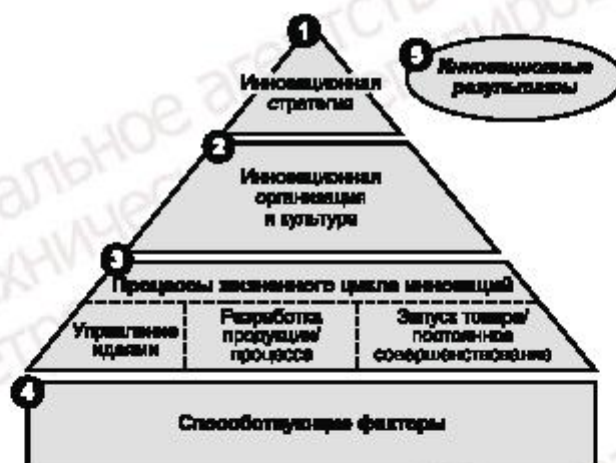 1
Инновационная
стратегия
5
Инновационные
результаты
2
Инновационная
организация
и культура
3
Процессы жизненного цикла инноваций
Управление
идеями
Разработка
продукции/
процесса
Запуск товара/
постоянное
совершенствование
4
Способствующие факторы